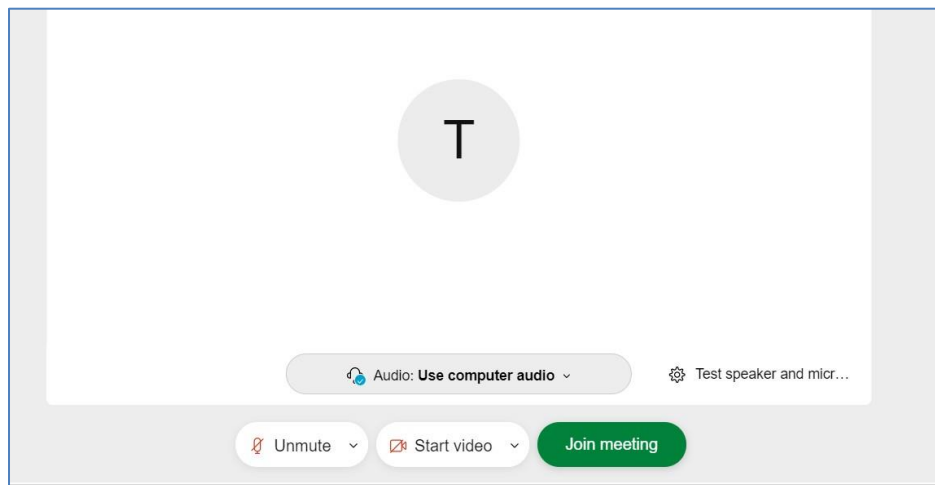 T
Audio: Use computer audio
Test speaker and micr...
Unmute
Start video
Join meeting